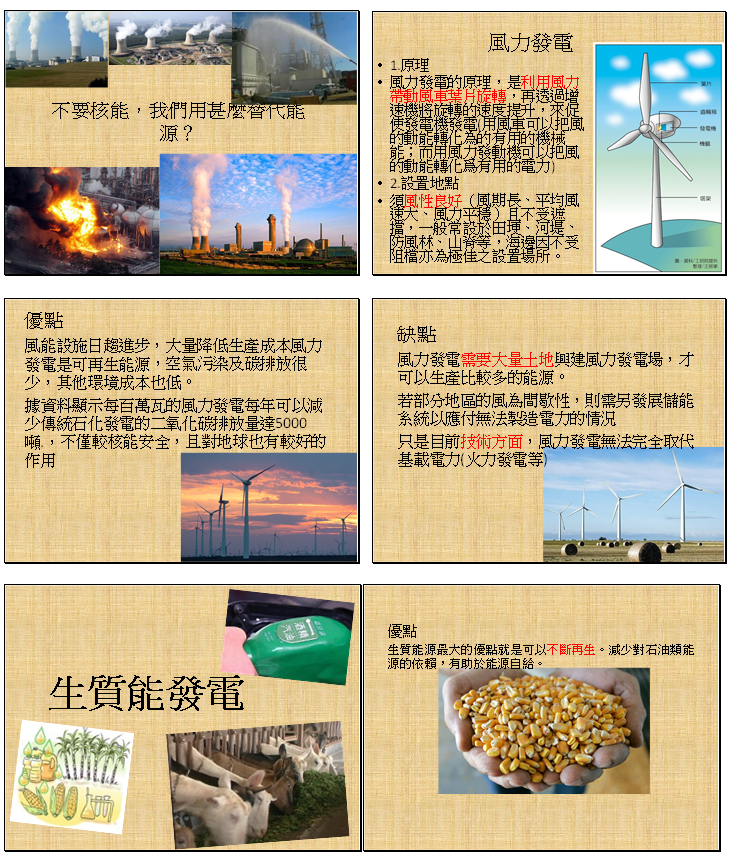 不要核能，我們用甚麼替代能
源？
風力發電
• 1.原理
• 風力發電的原理，是利用風力
帶動風車葉片旋轉，再透過增
速機將旋轉的速度提升，來促
使發電機發電(用風車可以把風
的動能轉化為的有用的機械
能；而用風力發動機可以把風
的動能轉化爲有用的電力)
• 2.設置地點
• 須風性良好（風期長、平均風
速大、風力平穩）且不受遮
擋，一般常設於田埂、河堤、
防風林、山脊等，海邊因不受
阻檔亦為極佳之設置場所。
葉片
齒輪箱
發電機
機艙
塔架
優點
風能設施日趨進步，大量降低生產成本風力
發電是可再生能源，空氣污染及碳排放很
少，其他環境成本也低。
據資料顯示每百萬瓦的風力發電每年可以減
少傳統石化發電的二氧化碳排放量達5000
噸.，不僅較核能安全，且對地球也有較好的
作用
缺點
風力發電需要大量土地興建風力發電場，才
可以生產比較多的能源。
若部分地區的風為間歇性，則需另發展儲能
系統以應付無法製造電力的情況
只是目前技術方面，風力發電無法完全取代
基載電力(火力發電等)
生質能發電
酒精
汽油
優點
生質能源最大的優點就是可以不斷再生。減少對石油類能
源的依賴，有助於能源自給。